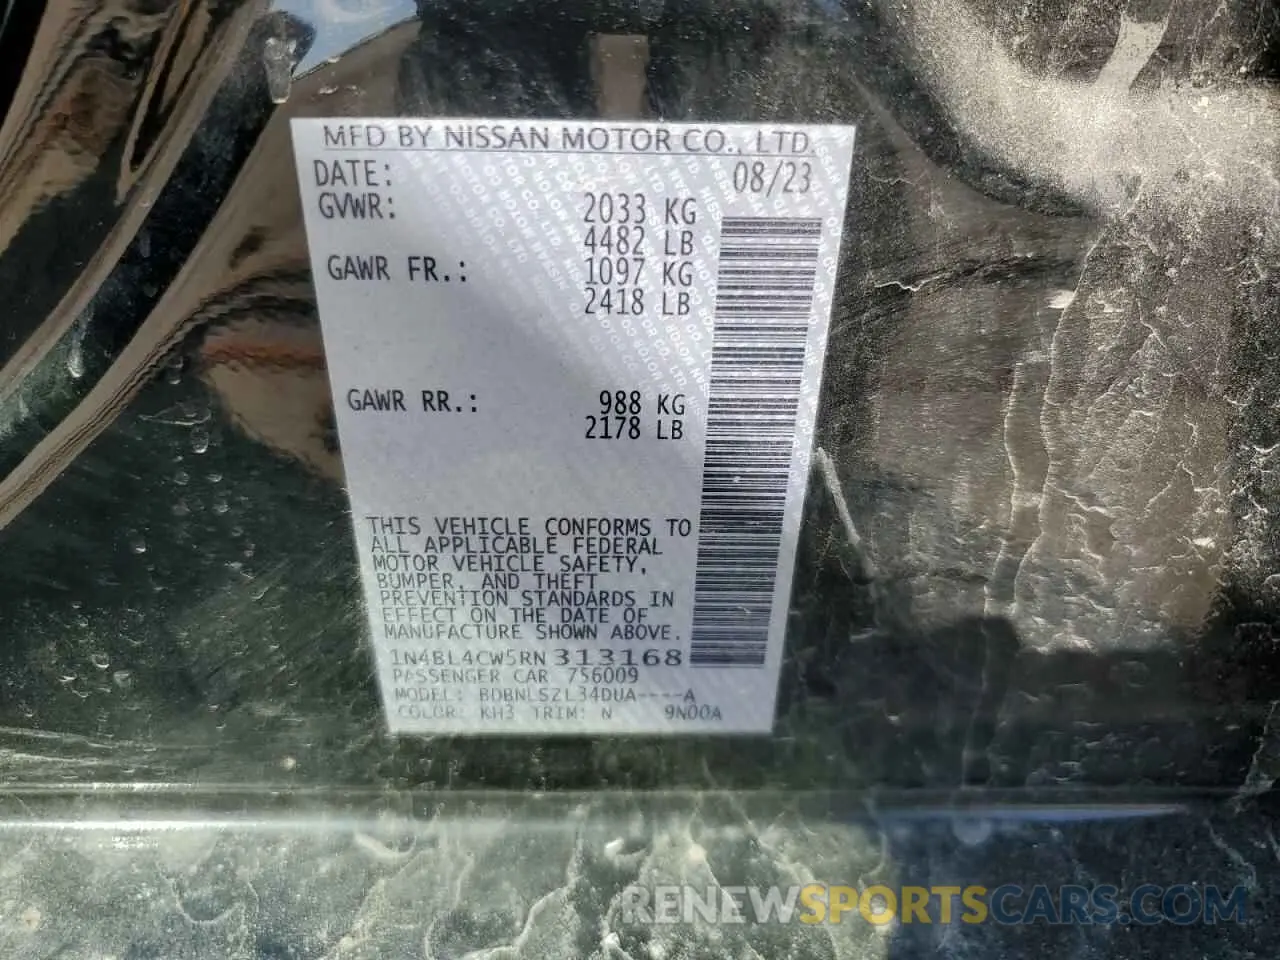 MFD BY NISSAN MOTOR CO., LTD.
DATE: 08/23
GVWR: 2033 KG
4482 LB
GAWR FR.: 1097 KG
2418 LB
GAWR RR.: 988 KG
2178 LB
THIS VEHICLE CONFORMS TO
ALL APPLICABLE FEDERAL
MOTOR VEHICLE SAFETY,
BUMPER, AND THEFT
PREVENTION STANDARDS IN
EFFECT ON THE DATE OF
MANUFACTURE SHOWN ABOVE.
1N4BL4CW5RN313168
PASSENGER CAR 756009
MODEL: BDBNLSZL34DUA----A
COLOR: KH3 TRIM: N 9N00A
RENEWSPORTSCARS.COM